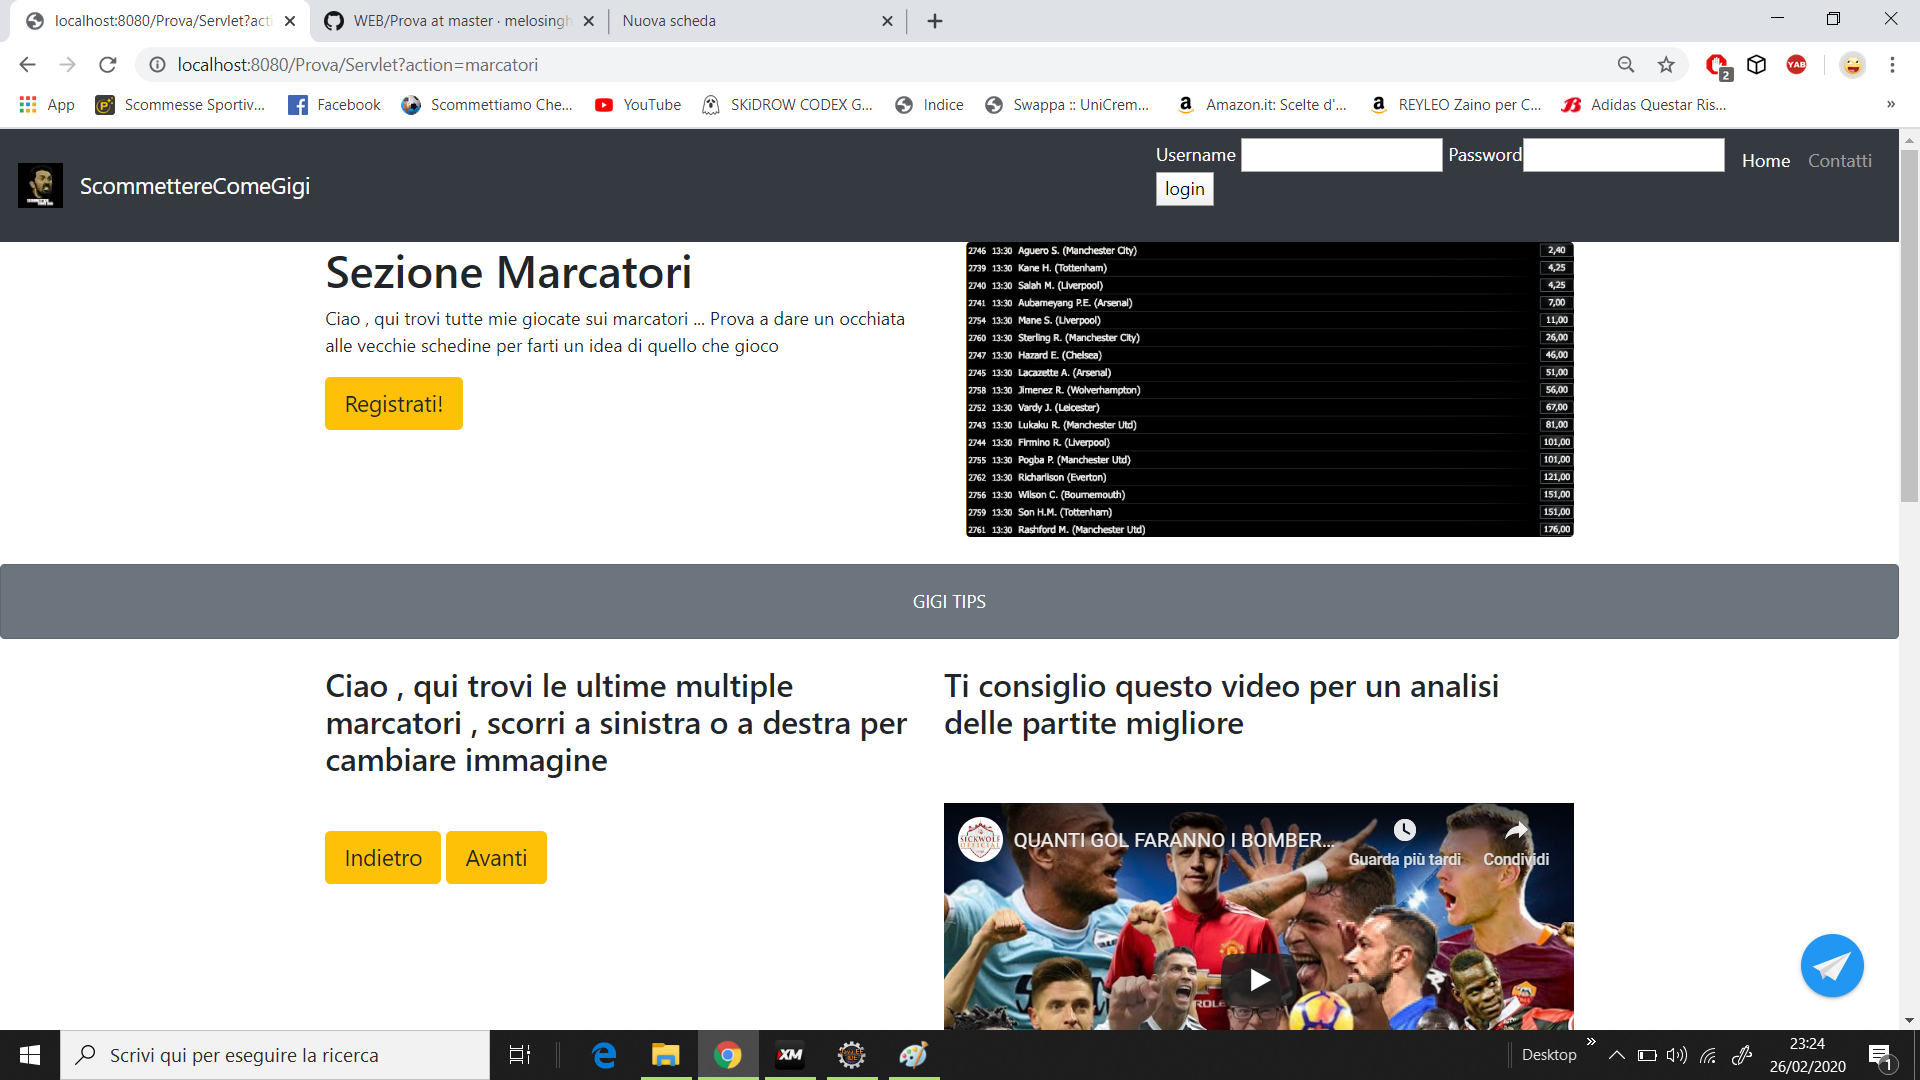 localhost:8080/Prova/Servlet?acti
WEB/Prova at master · melosingh
Nuova scheda
localhost:8080/Prova/Servlet?action=marcatori
2
YAB
App
Scommesse Sportiv...
Facebook
Scommettiamo Che...
YouTube
SKiDROW CODEX G...
Indice
Swappa :: UniCrem...
Amazon.it: Scelte d'...
REYLEO Zaino per C...
Adidas Questar Ris...
»
ScommettereComeGigi
Username
Password
login
Home
Contatti
Sezione Marcatori
Ciao , qui trovi tutte mie giocate sui marcatori ... Prova a dare un occhiata
alle vecchie schedine per farti un idea di quello che gioco
Registrati!
2746 13:30 Aguero S. (Manchester City) 2,40
2739 13:30 Kane H. (Tottenham) 4,25
2740 13:30 Salah M. (Liverpool) 4,25
2741 13:30 Aubameyang P.E. (Arsenal) 7,00
2754 13:30 Mane S. (Liverpool) 11,00
2760 13:30 Sterling R. (Manchester City) 26,00
2747 13:30 Hazard E. (Chelsea) 46,00
2745 13:30 Lacazette A. (Arsenal) 51,00
2758 13:30 Jimenez R. (Wolverhampton) 56,00
2752 13:30 Vardy J. (Leicester) 67,00
2743 13:30 Lukaku R. (Manchester Utd) 81,00
2744 13:30 Firmino R. (Liverpool) 101,00
2755 13:30 Pogba P. (Manchester Utd) 101,00
2762 13:30 Richarlison (Everton) 121,00
2756 13:30 Wilson C. (Bournemouth) 151,00
2759 13:30 Son H.M. (Tottenham) 151,00
2761 13:30 Rashford M. (Manchester Utd) 176,00
GIGI TIPS
Ciao , qui trovi le ultime multiple
marcatori , scorri a sinistra o a destra per
cambiare immagine
Indietro
Avanti
Ti consiglio questo video per un analisi
delle partite migliore
SICKWOLF
OFFICIAL
QUANTI GOL FARANNO I BOMBER...
Guarda più tardi
Condividi
Scrivi qui per eseguire la ricerca
XM
Desktop
»
23:24
26/02/2020
1